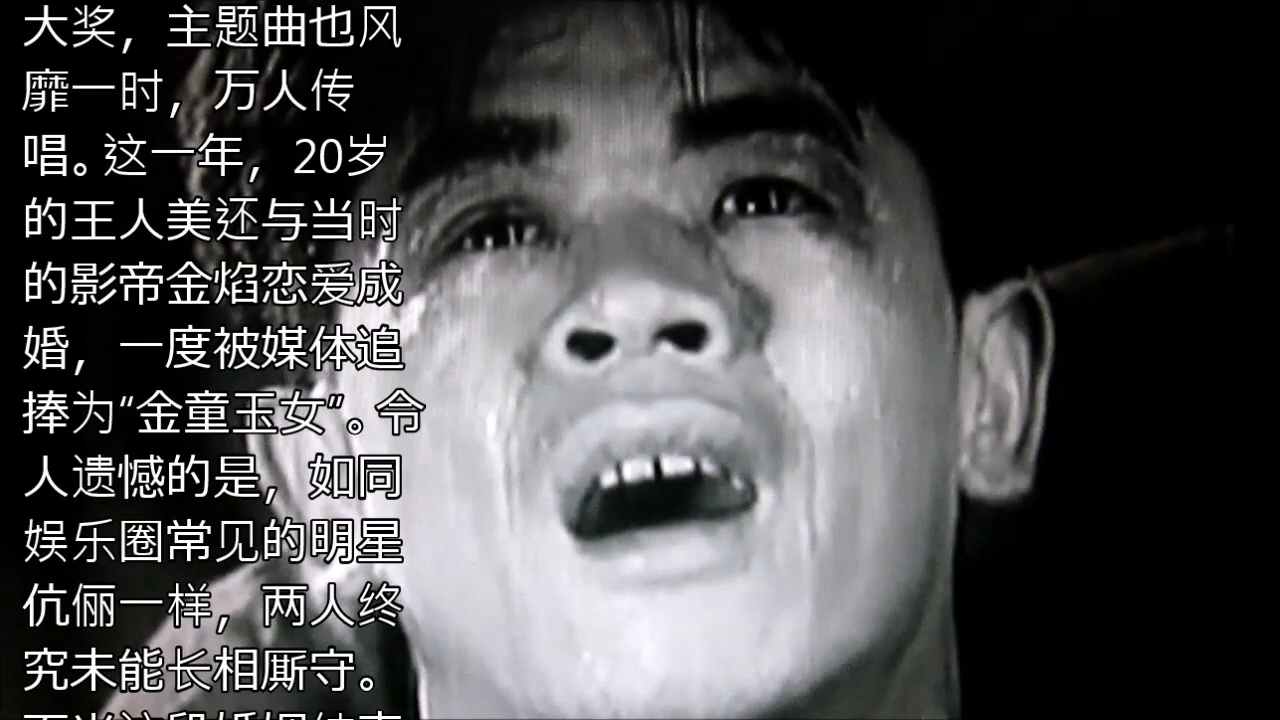 大奖，主题曲也风
靡一时，万人传
唱。这一年，20岁
的王人美还与当时
的影帝金焰恋爱成
婚，一度被媒体追
捧为“金童玉女”。令
人遗憾的是，如同
娱乐圈常见的明星
伉俪一样，两人终
究未能长相厮守。